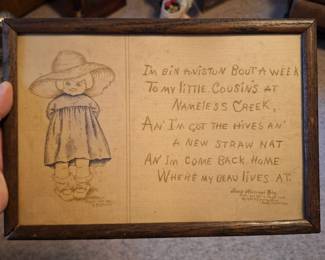 I'M BIN AVISTUN BOUT A WEEK
TO MY LITTLE COUSIN'S AT
NAMELESS CREEK,
AN' I'M GOT THE HIVES AN'
A NEW STRAW HAT
AN I'M COME BACK HOME
WHERE MY BEAU LIVES AT.